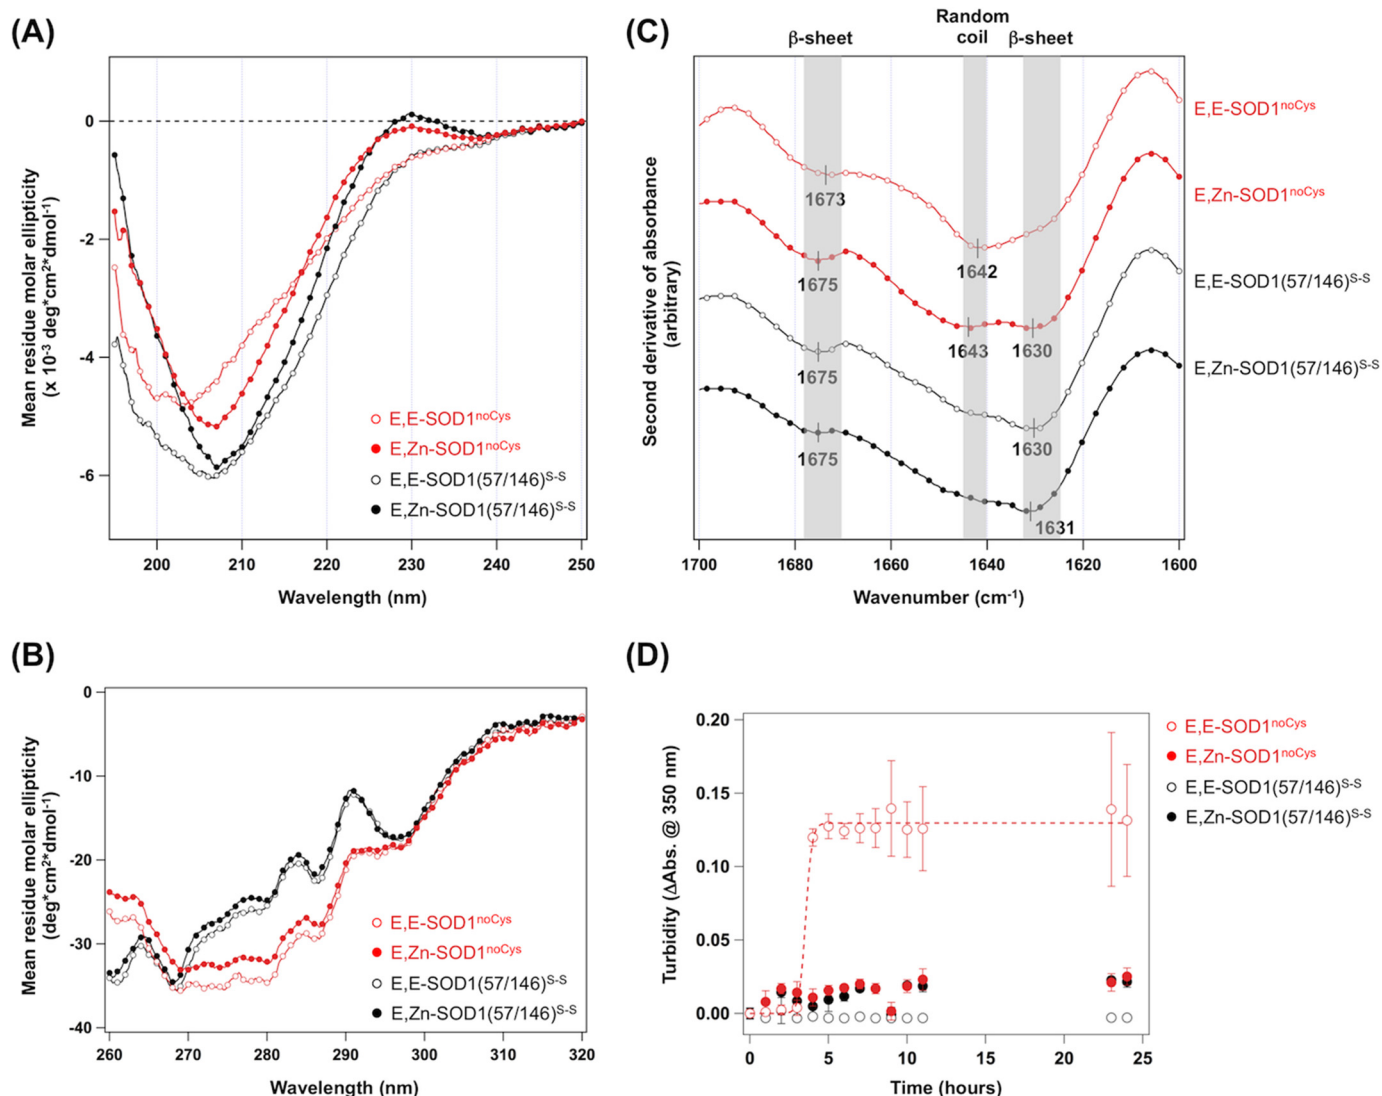 (A)
0
-2
-4
-6
Mean residue molar ellipticity
(x 10-3 deg*cm2*dmol-1)
E,E-SOD1noCys
E,Zn-SOD1noCys
E,E-SOD1(57/146)S-S
E,Zn-SOD1(57/146)S-S
200 210 220 230 240 250
Wavelength (nm)
(C)
β-sheet
Random
coil
β-sheet
Second derivative of absorbance
(arbitrary)
E,E-SOD1noCys
1673
1642
E,Zn-SOD1noCys
1675
1643
1630
E,E-SOD1(57/146)S-S
1675
1630
E,Zn-SOD1(57/146)S-S
1675
1631
1700 1680 1660 1640 1620 1600
Wavenumber (cm-1)
(B)
0
-10
-20
-30
-40
Mean residue molar ellipticity
(deg*cm2*dmol-1)
E,E-SOD1noCys
E,Zn-SOD1noCys
E,E-SOD1(57/146)S-S
E,Zn-SOD1(57/146)S-S
260 270 280 290 300 310 320
Wavelength (nm)
(D)
0.20
0.15
0.10
0.05
0.00
Turbidity (ΔAbs. @ 350 nm)
E,E-SOD1noCys
E,Zn-SOD1noCys
E,E-SOD1(57/146)S-S
E,Zn-SOD1(57/146)S-S
0 5 10 15 20 25
Time (hours)